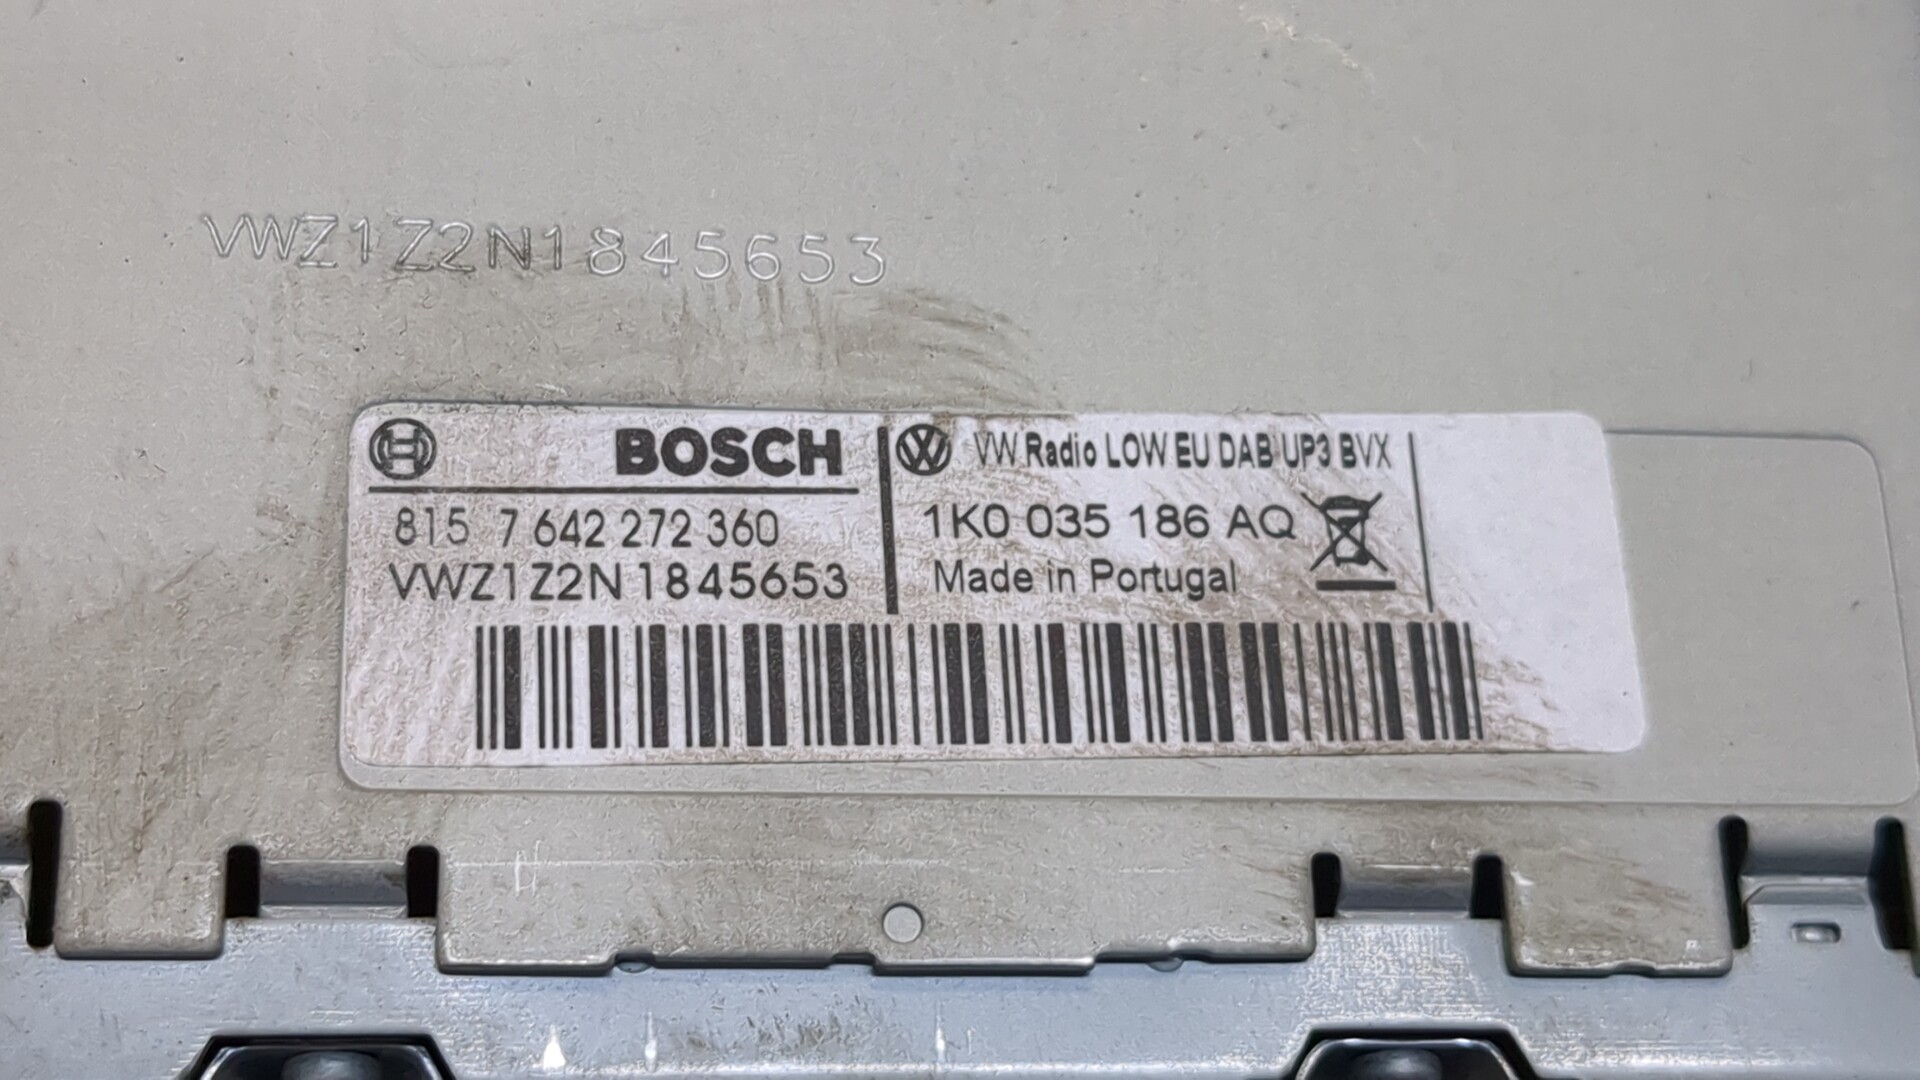 VWZ1Z2N1845653
BOSCH
VW Radio LOW EU DAB UP3 BVX
815 7 642 272 360
1K0 035 186 AQ
VWZ1Z2N1845653
Made in Portugal